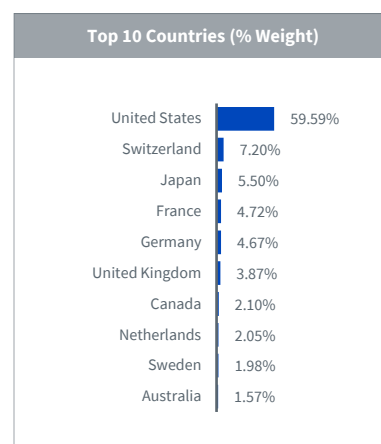 Top 10 Countries (% Weight)
United States 59.59%
Switzerland 7.20%
Japan 5.50%
France 4.72%
Germany 4.67%
United Kingdom 3.87%
Canada 2.10%
Netherlands 2.05%
Sweden 1.98%
Australia 1.57%